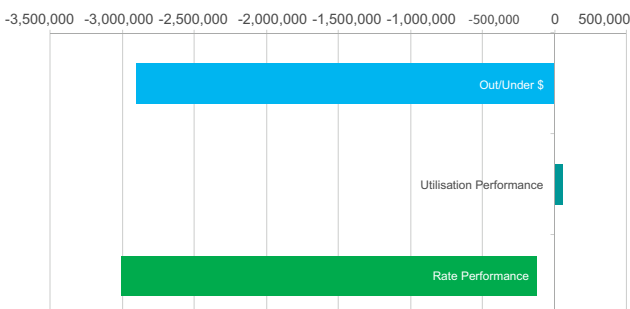 -3,500,000 -3,000,000 -2,500,000 -2,000,000 -1,500,000 -1,000,000 -500,000 0 500,000
Out/Under $
Utilisation Performance
Rate Performance